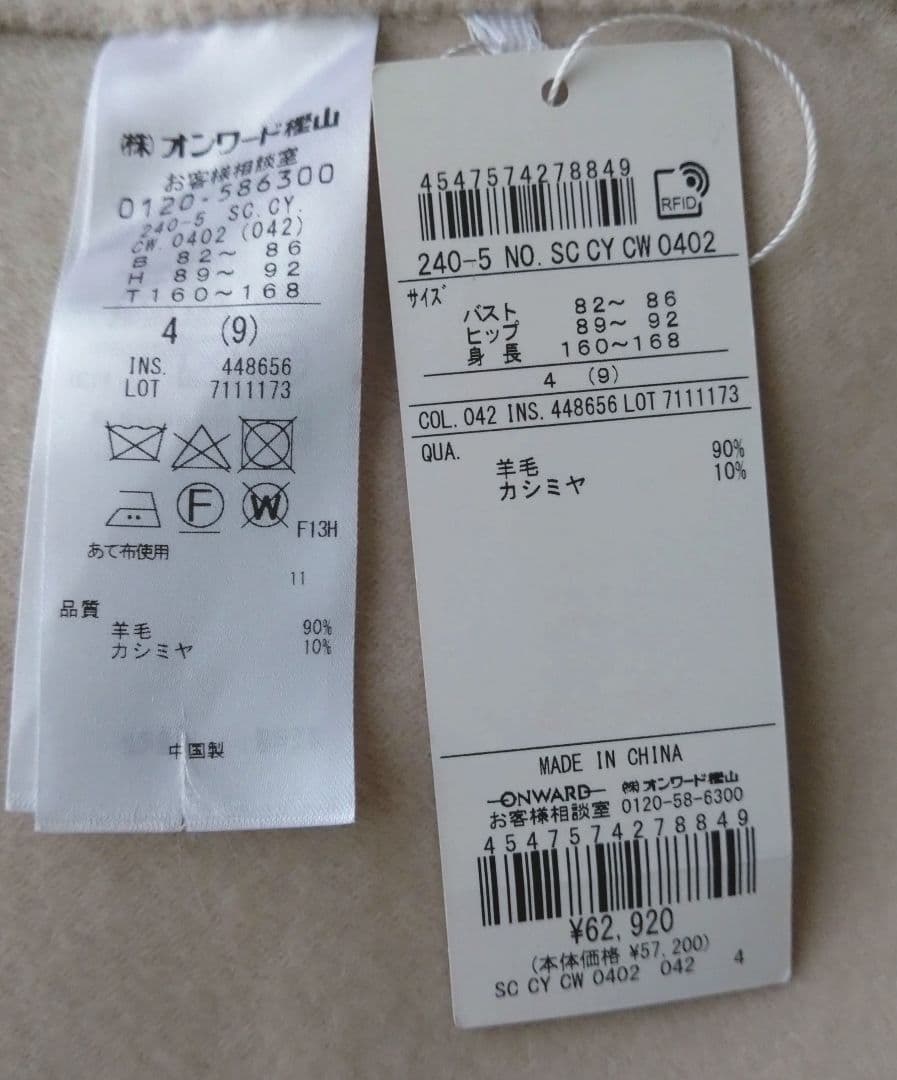 ㈱オンワード樫山
お客様相談室
0120-586300
240-5 SC.CY.
CW.0402(042)
B 82～ 86
H 89～ 92
T160～168
4 (9)
INS. 448656
LOT 7111173
F W F13H
あて布使用
11
品質
羊毛 90%
カシミヤ 10%
中国製
4547574278849
RFID
240-5 NO. SC CY CW 0402
サイズ
バスト 82～ 86
ヒップ 89～ 92
身長 160～168
4 (9)
COL.042 INS.448656 LOT7111173
QUA.
羊毛 90%
カシミヤ 10%
MADE IN CHINA
ONWARD ㈱オンワード樫山
お客様相談室 0120-58-6300
4547574278849
¥62,920
(本体価格 ¥57,200)
SC CY CW 0402 042 4